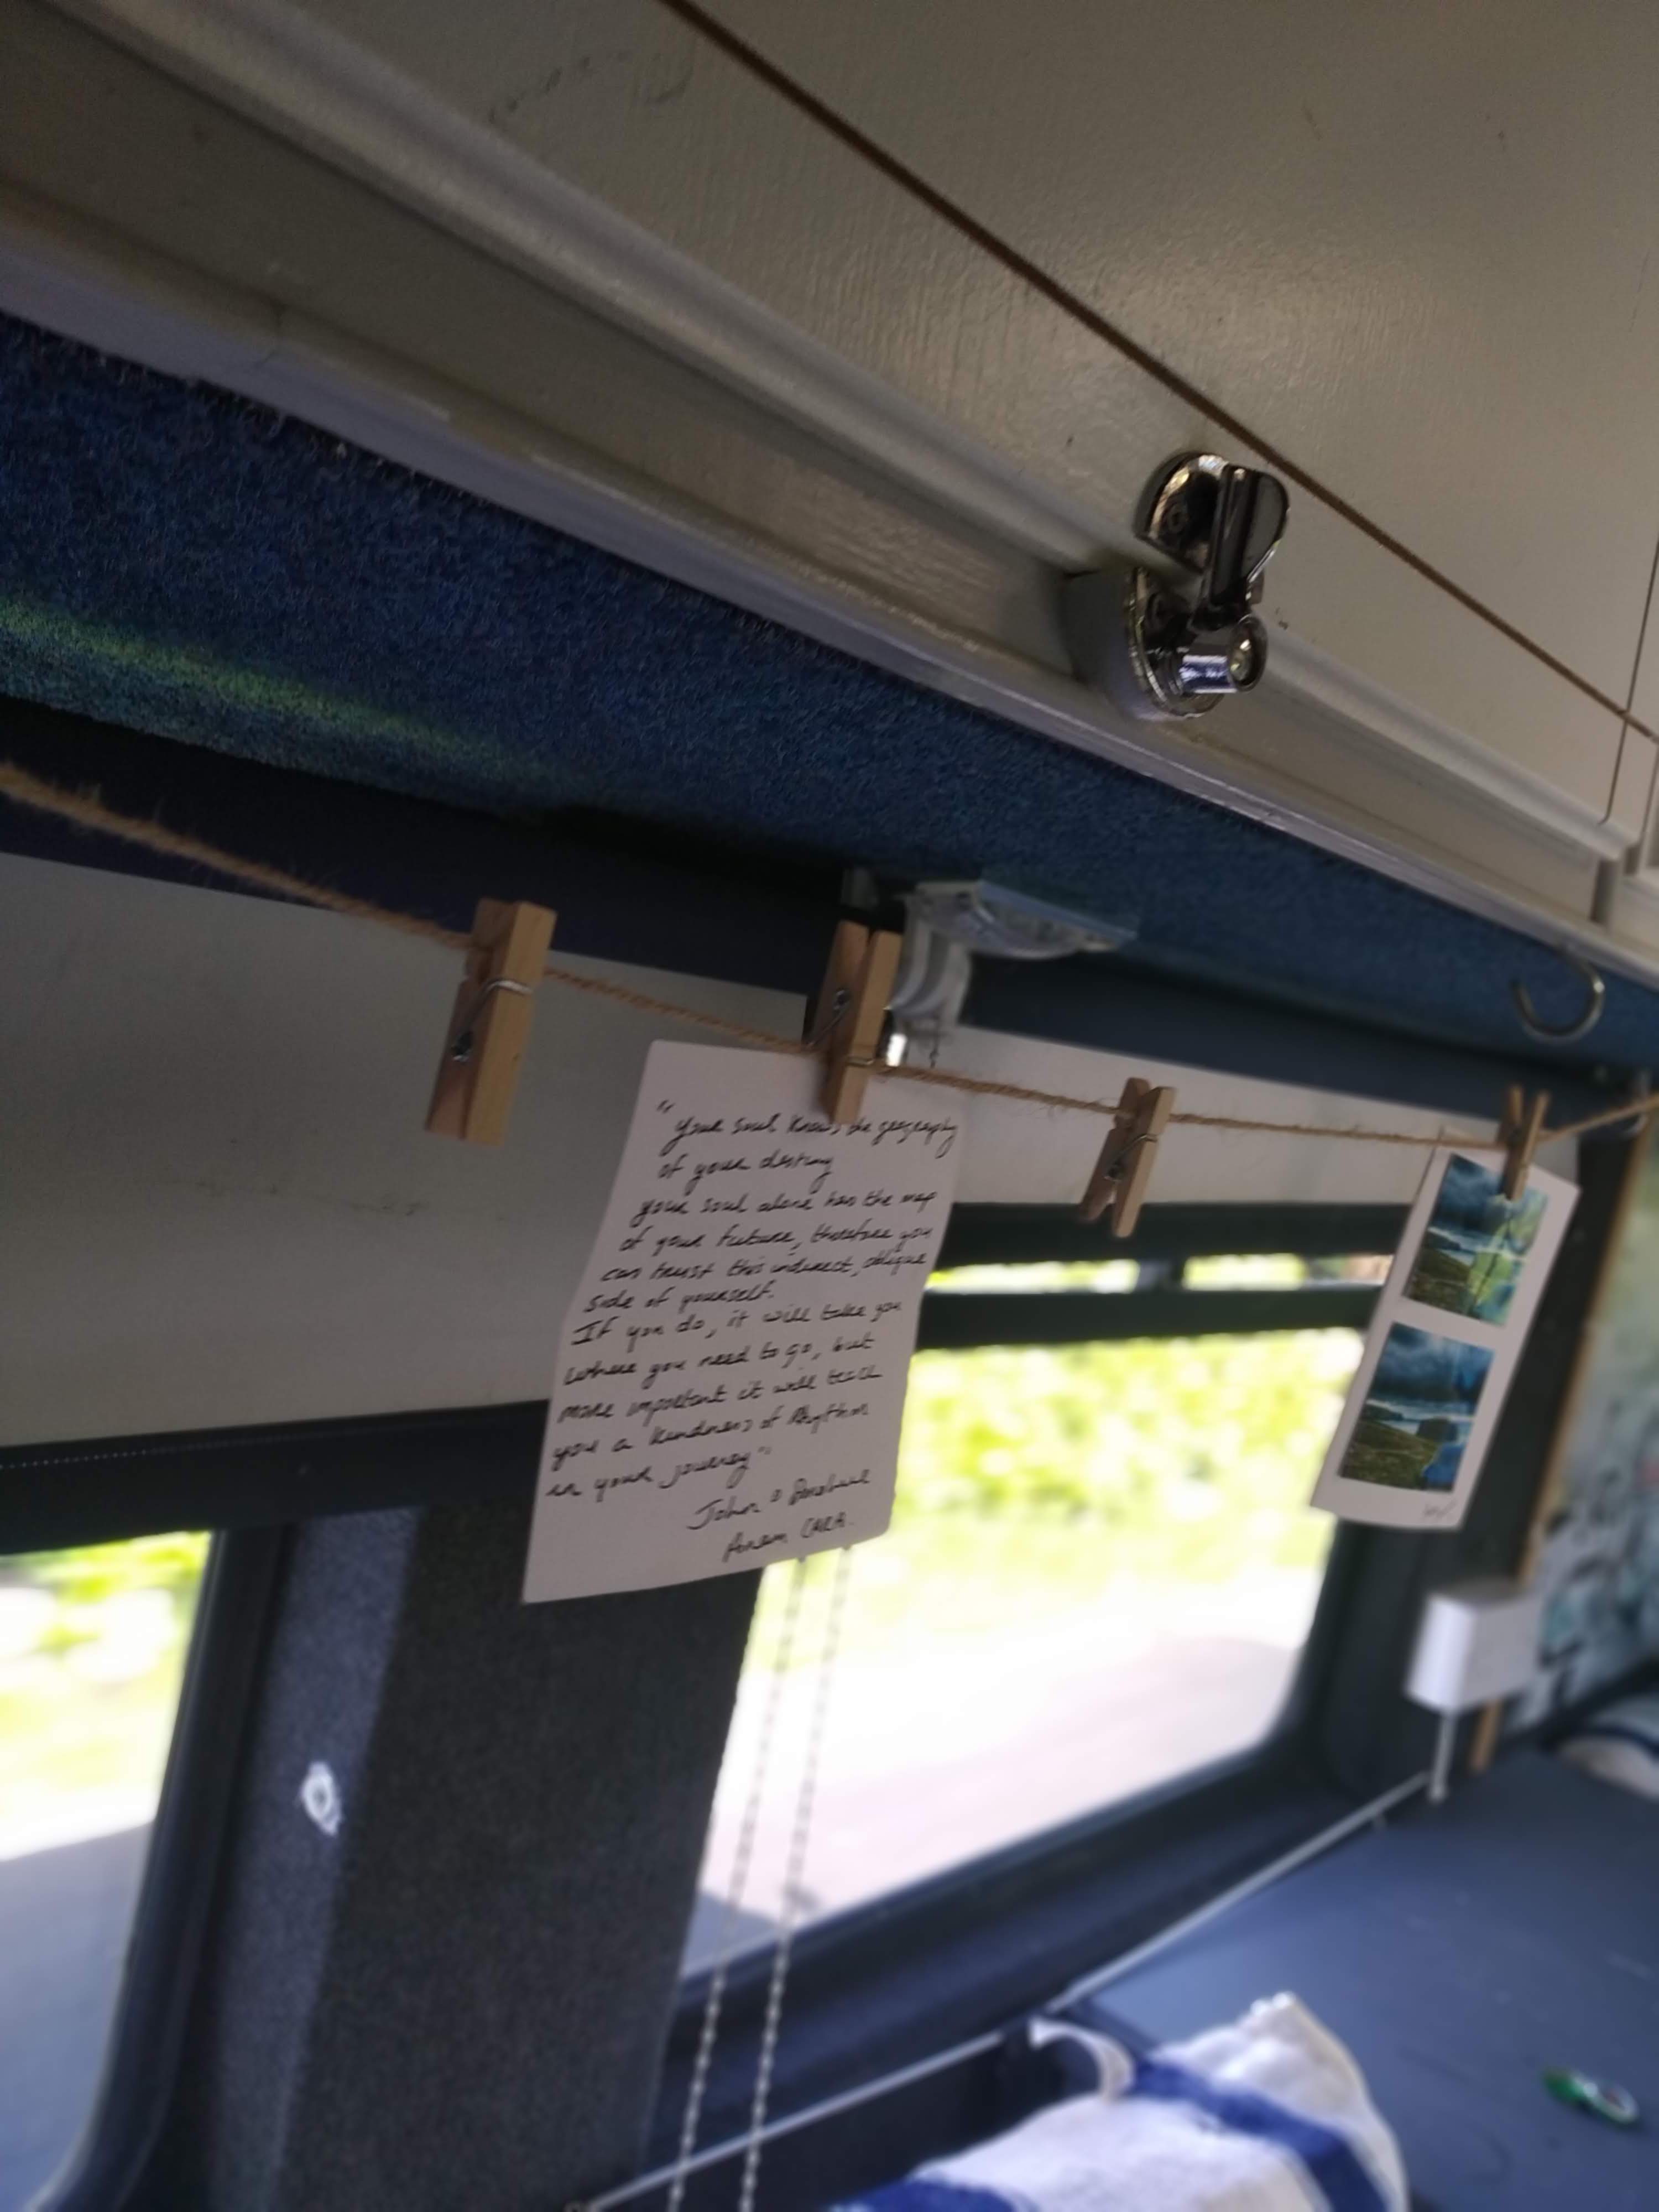 "Your soul knows the geography
of your destiny
your soul alone has the map
of your future, therefore you
can trust this indirect, oblique
side of yourself.
If you do, it will take you
where you need to go, but
more important it will teach
you a kindness of Rhythm
in your journey"
John O Donohue
Anam CARA.